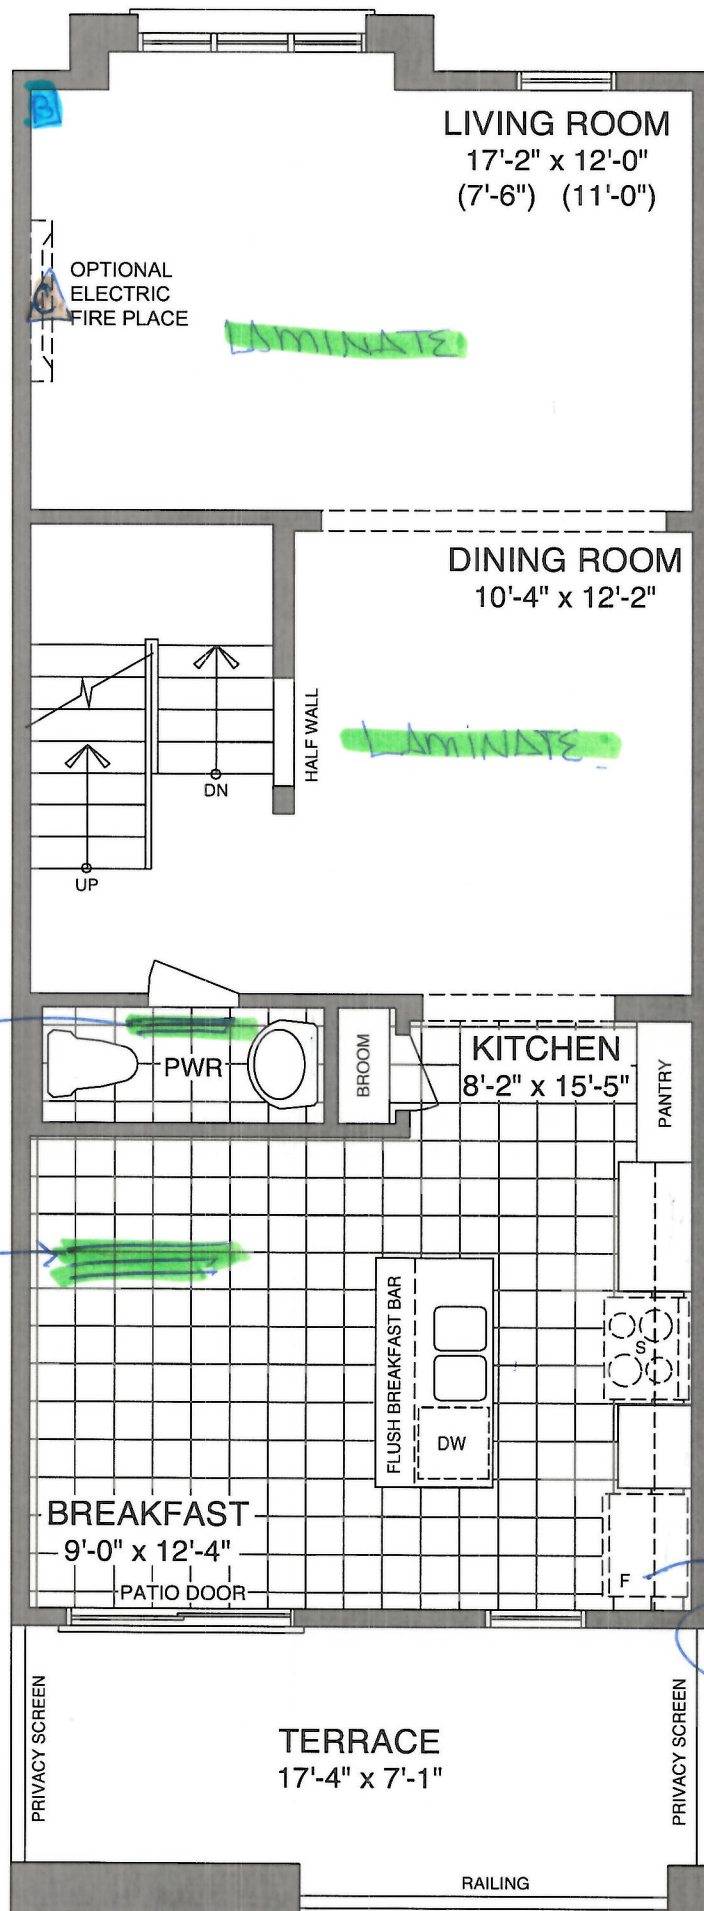 B
LIVING ROOM
17'-2" x 12'-0"
(7'-6") (11'-0")
OPTIONAL
ELECTRIC
FIRE PLACE
C
LAMINATE
DINING ROOM
10'-4" x 12'-2"
HALF WALL
LAMINATE
DN
UP
PWR
BROOM
KITCHEN
8'-2" x 15'-5"
PANTRY
FLUSH BREAKFAST BAR
S
DW
BREAKFAST
9'-0" x 12'-4"
F
PATIO DOOR
PRIVACY SCREEN
TERRACE
17'-4" x 7'-1"
PRIVACY SCREEN
RAILING